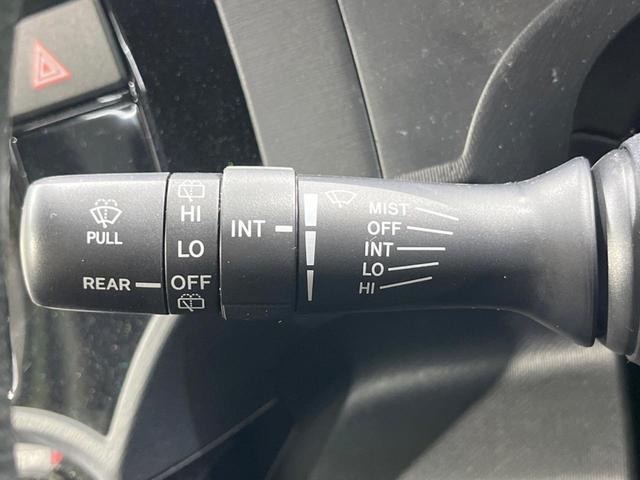 PULL
REAR
HI
LO
OFF
INT
MIST
OFF
INT
LO
HI